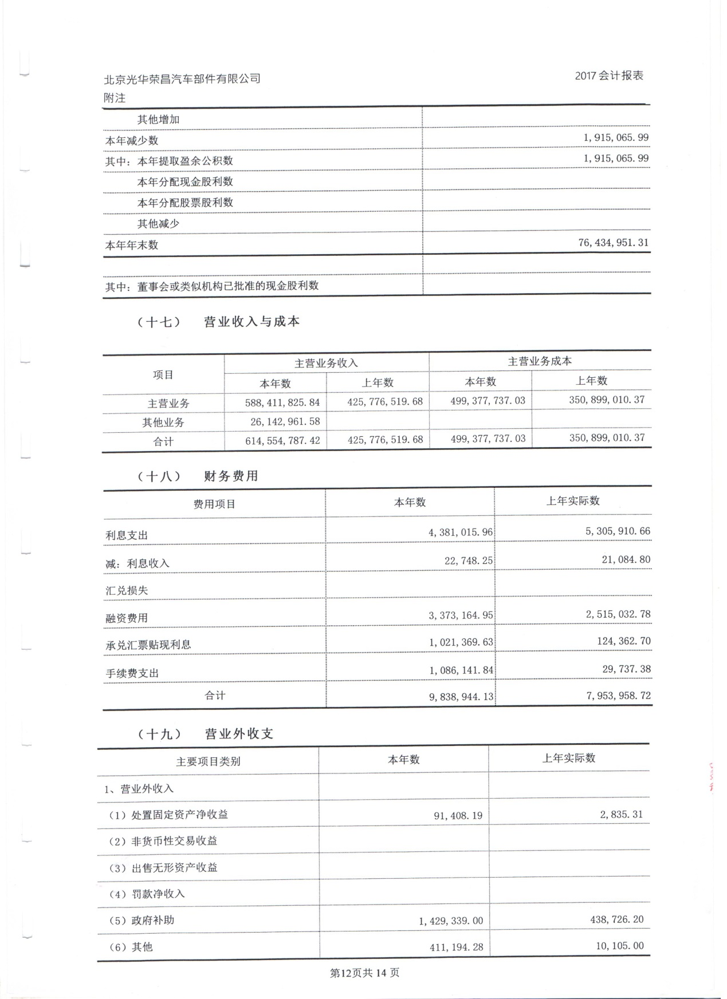 北京光华荣昌汽车部件有限公司 2017会计报表
附注
其他增加
本年减少数 1,915,065.99
其中：本年提取盈余公积数 1,915,065.99
本年分配现金股利数
本年分配股票股利数
其他减少
本年年末数 76,434,951.31
其中：董事会或类似机构已批准的现金股利数
（十七） 营业收入与成本
项目 主营业务收入 主营业务成本
本年数 上年数 本年数 上年数
主营业务 588,411,825.84 425,776,519.68 499,377,737.03 350,899,010.37
其他业务 26,142,961.58
合计 614,554,787.42 425,776,519.68 499,377,737.03 350,899,010.37
（十八） 财务费用
费用项目 本年数 上年实际数
利息支出 4,381,015.96 5,305,910.66
减：利息收入 22,748.25 21,084.80
汇兑损失
融资费用 3,373,164.95 2,515,032.78
承兑汇票贴现利息 1,021,369.63 124,362.70
手续费支出 1,086,141.84 29,737.38
合计 9,838,944.13 7,953,958.72
（十九） 营业外收支
主要项目类别 本年数 上年实际数
1、营业外收入
（1）处置固定资产净收益 91,408.19 2,835.31
（2）非货币性交易收益
（3）出售无形资产收益
（4）罚款净收入
（5）政府补助 1,429,339.00 438,726.20
（6）其他 411,194.28 10,105.00
第12页共 14 页